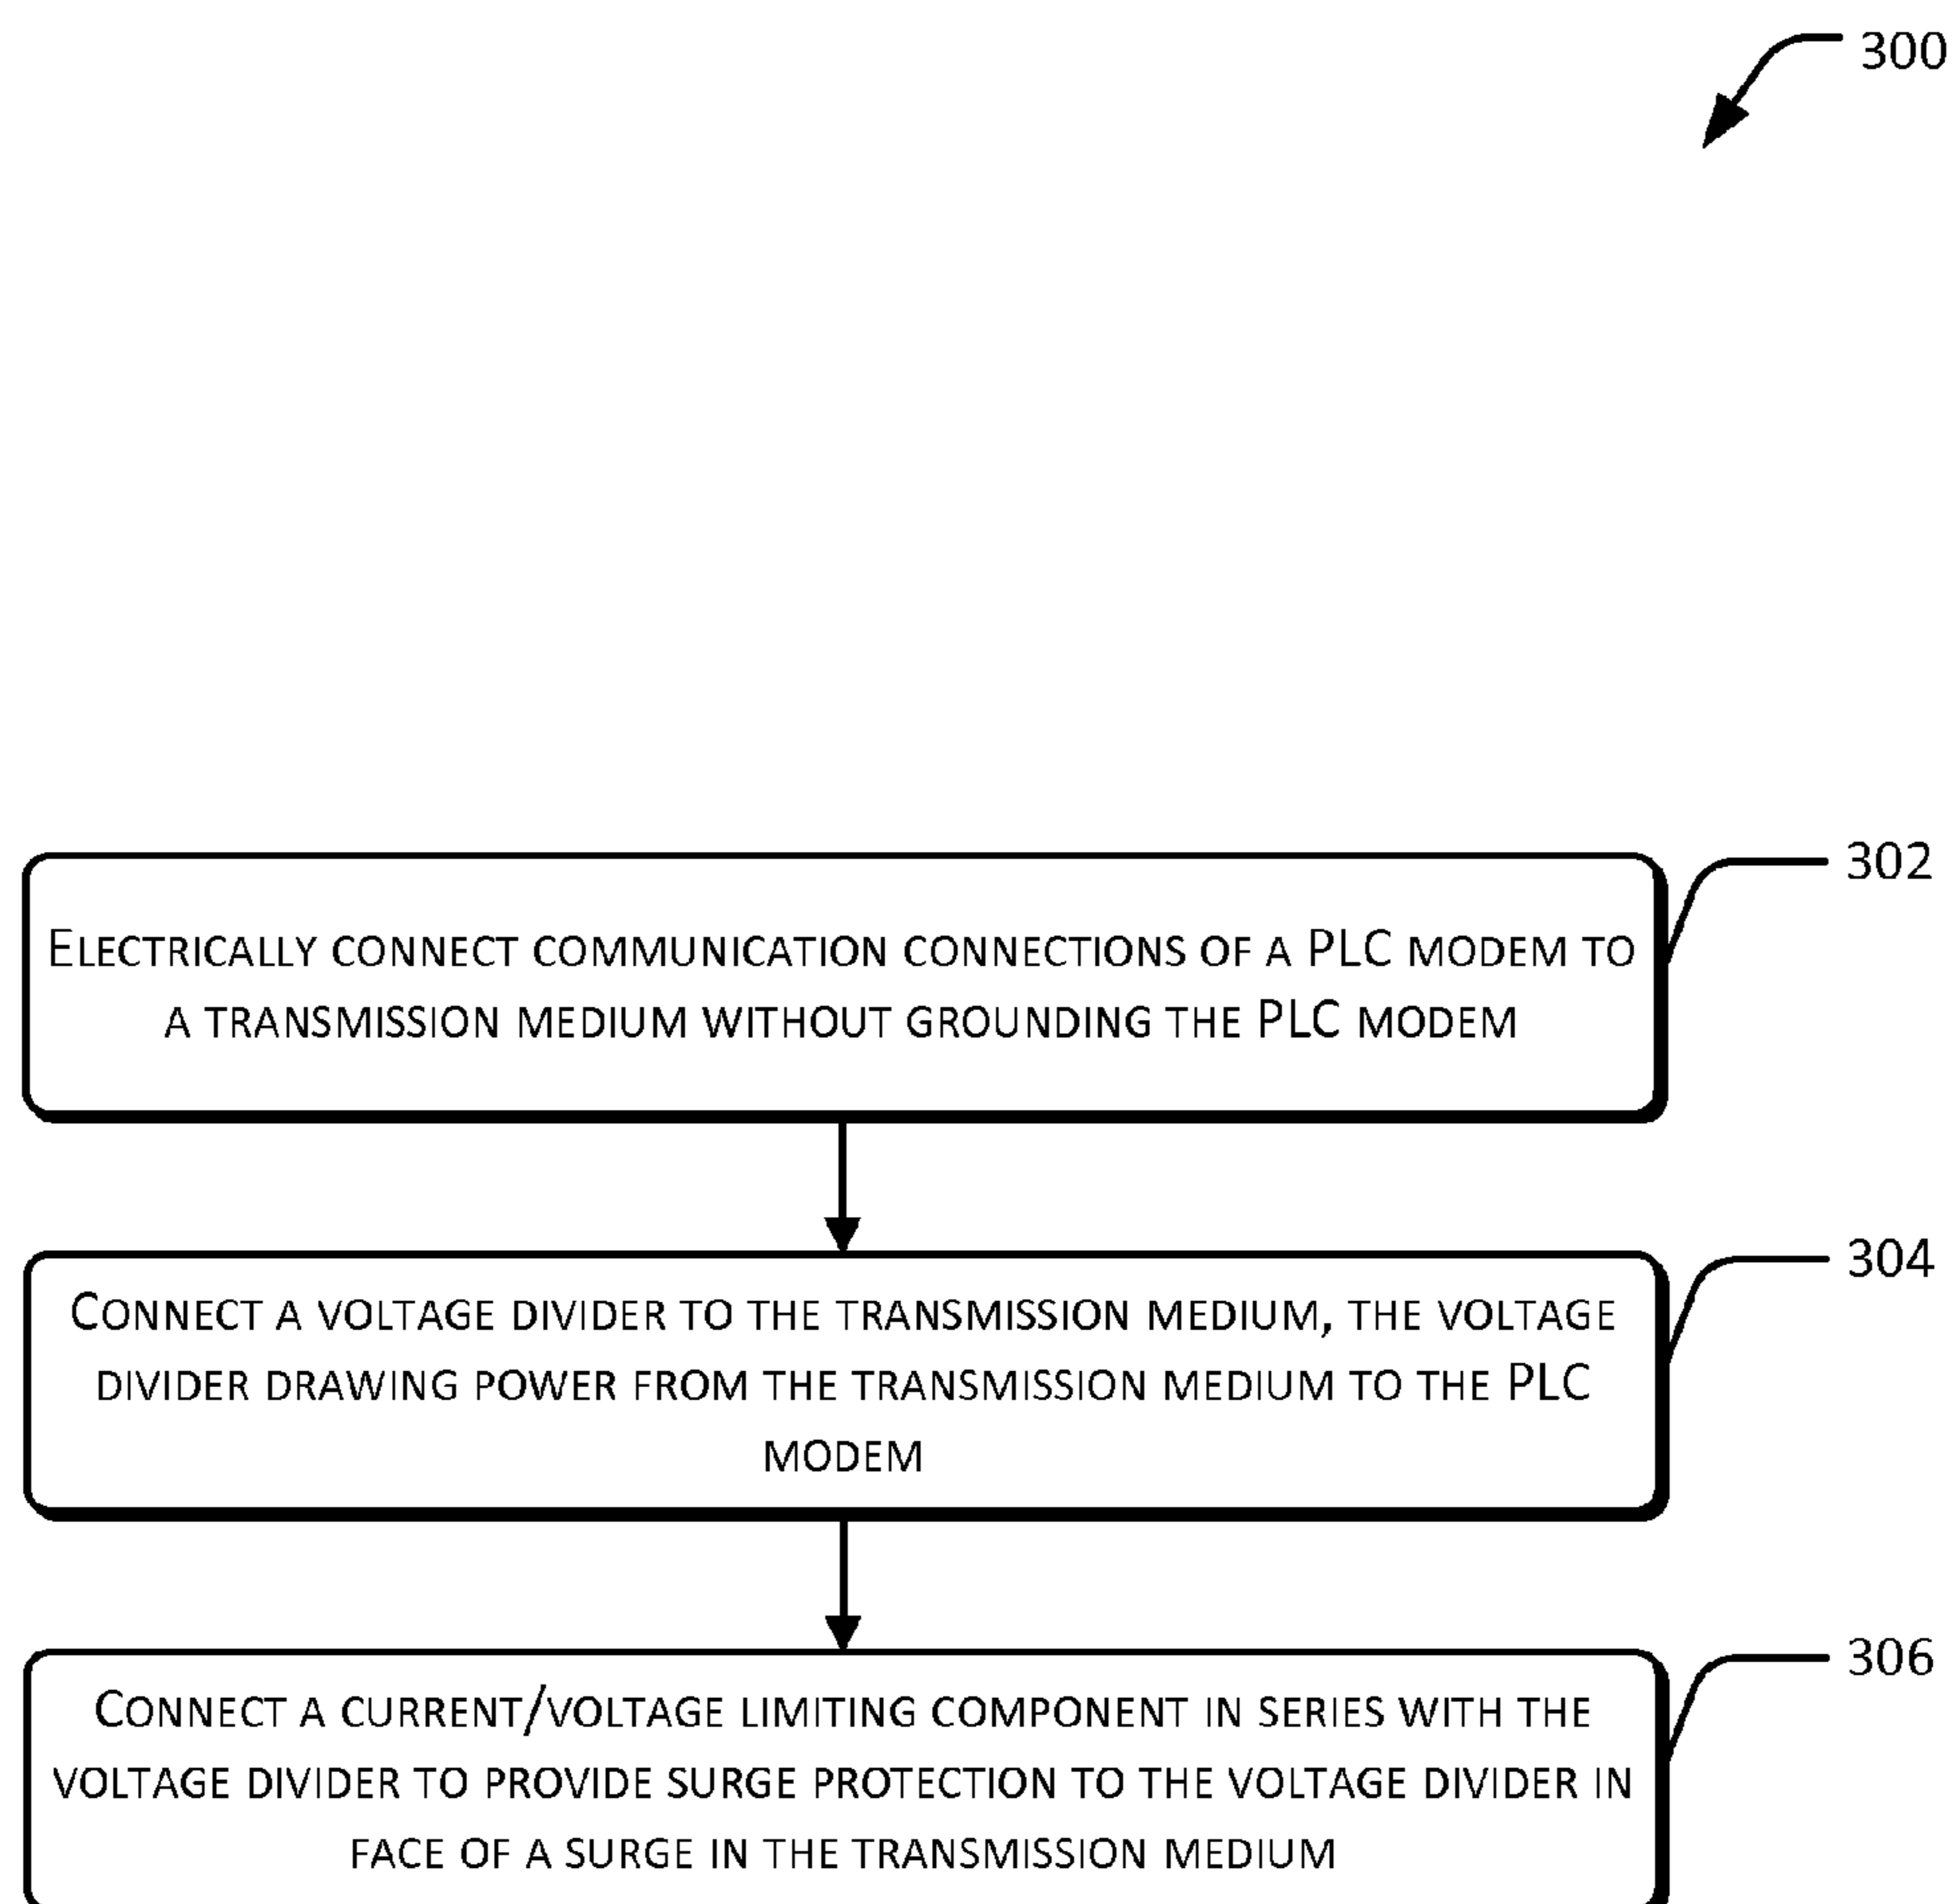 300
302
Electrically connect communication connections of a PLC modem to
a transmission medium without grounding the PLC modem
304
Connect a voltage divider to the transmission medium, the voltage
divider drawing power from the transmission medium to the PLC
modem
306
Connect a current/voltage limiting component in series with the
voltage divider to provide surge protection to the voltage divider in
face of a surge in the transmission medium